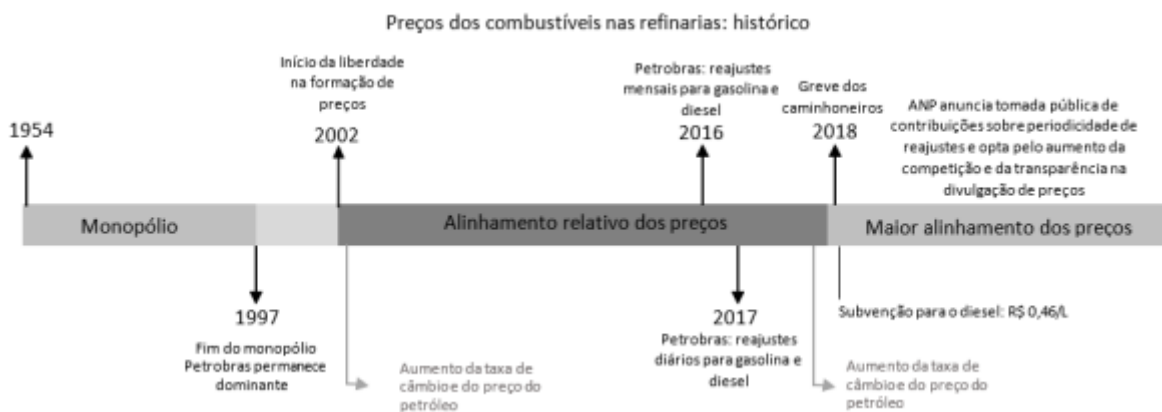 Preços dos combustíveis nas refinarias: histórico
1954
Início da liberdade
na formação de
preços
2002
Petrobras: reajustes
mensais para gasolina e
diesel
2016
Greve dos
caminhoneiros
2018
ANP anuncia tomada pública de
contribuições sobre periodicidade de
reajustes e opta pelo aumento da
competição e da transparência na
divulgação de preços
Monopólio
Alinhamento relativo dos preços
Maior alinhamento dos preços
1997
Fim do monopólio
Petrobras permanece
dominante
Aumento da taxa de
câmbio e do preço do
petróleo
2017
Petrobras: reajustes
diários para gasolina e
diesel
Subvenção para o diesel: R$ 0,46/L
Aumento da taxa de
câmbio e do preço do
petróleo